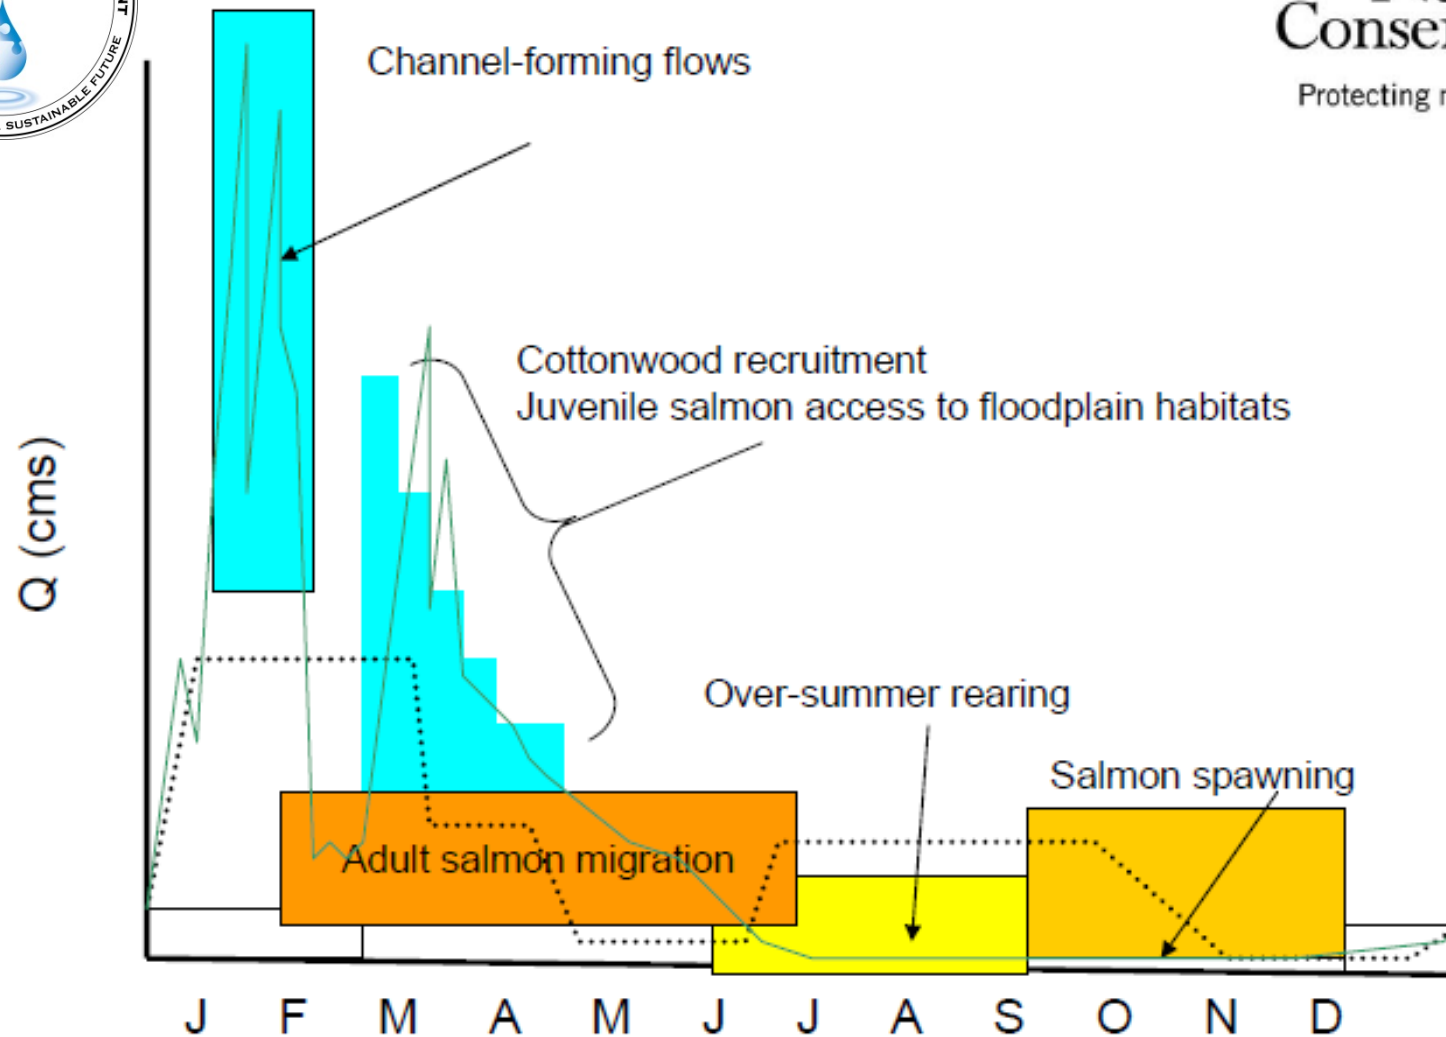 SUSTAINABLE FUTURE
Protecting
Channel-forming flows
Cottonwood recruitment
Juvenile salmon access to floodplain habitats
Q (cms)
Over-summer rearing
Salmon spawning
Adult salmon migration
J F M A M J J A S O N D